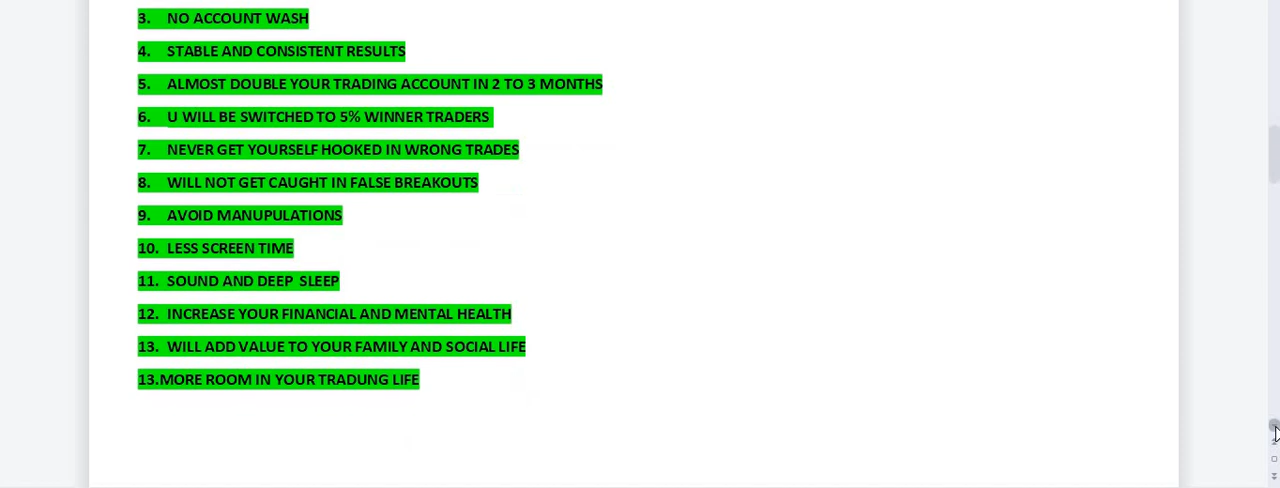 3. NO ACCOUNT WASH
4. STABLE AND CONSISTENT RESULTS
5. ALMOST DOUBLE YOUR TRADING ACCOUNT IN 2 TO 3 MONTHS
6. U WILL BE SWITCHED TO 5% WINNER TRADERS
7. NEVER GET YOURSELF HOOKED IN WRONG TRADES
8. WILL NOT GET CAUGHT IN FALSE BREAKOUTS
9. AVOID MANUPULATIONS
10. LESS SCREEN TIME
11. SOUND AND DEEP SLEEP
12. INCREASE YOUR FINANCIAL AND MENTAL HEALTH
13. WILL ADD VALUE TO YOUR FAMILY AND SOCIAL LIFE
13.MORE ROOM IN YOUR TRADUNG LIFE